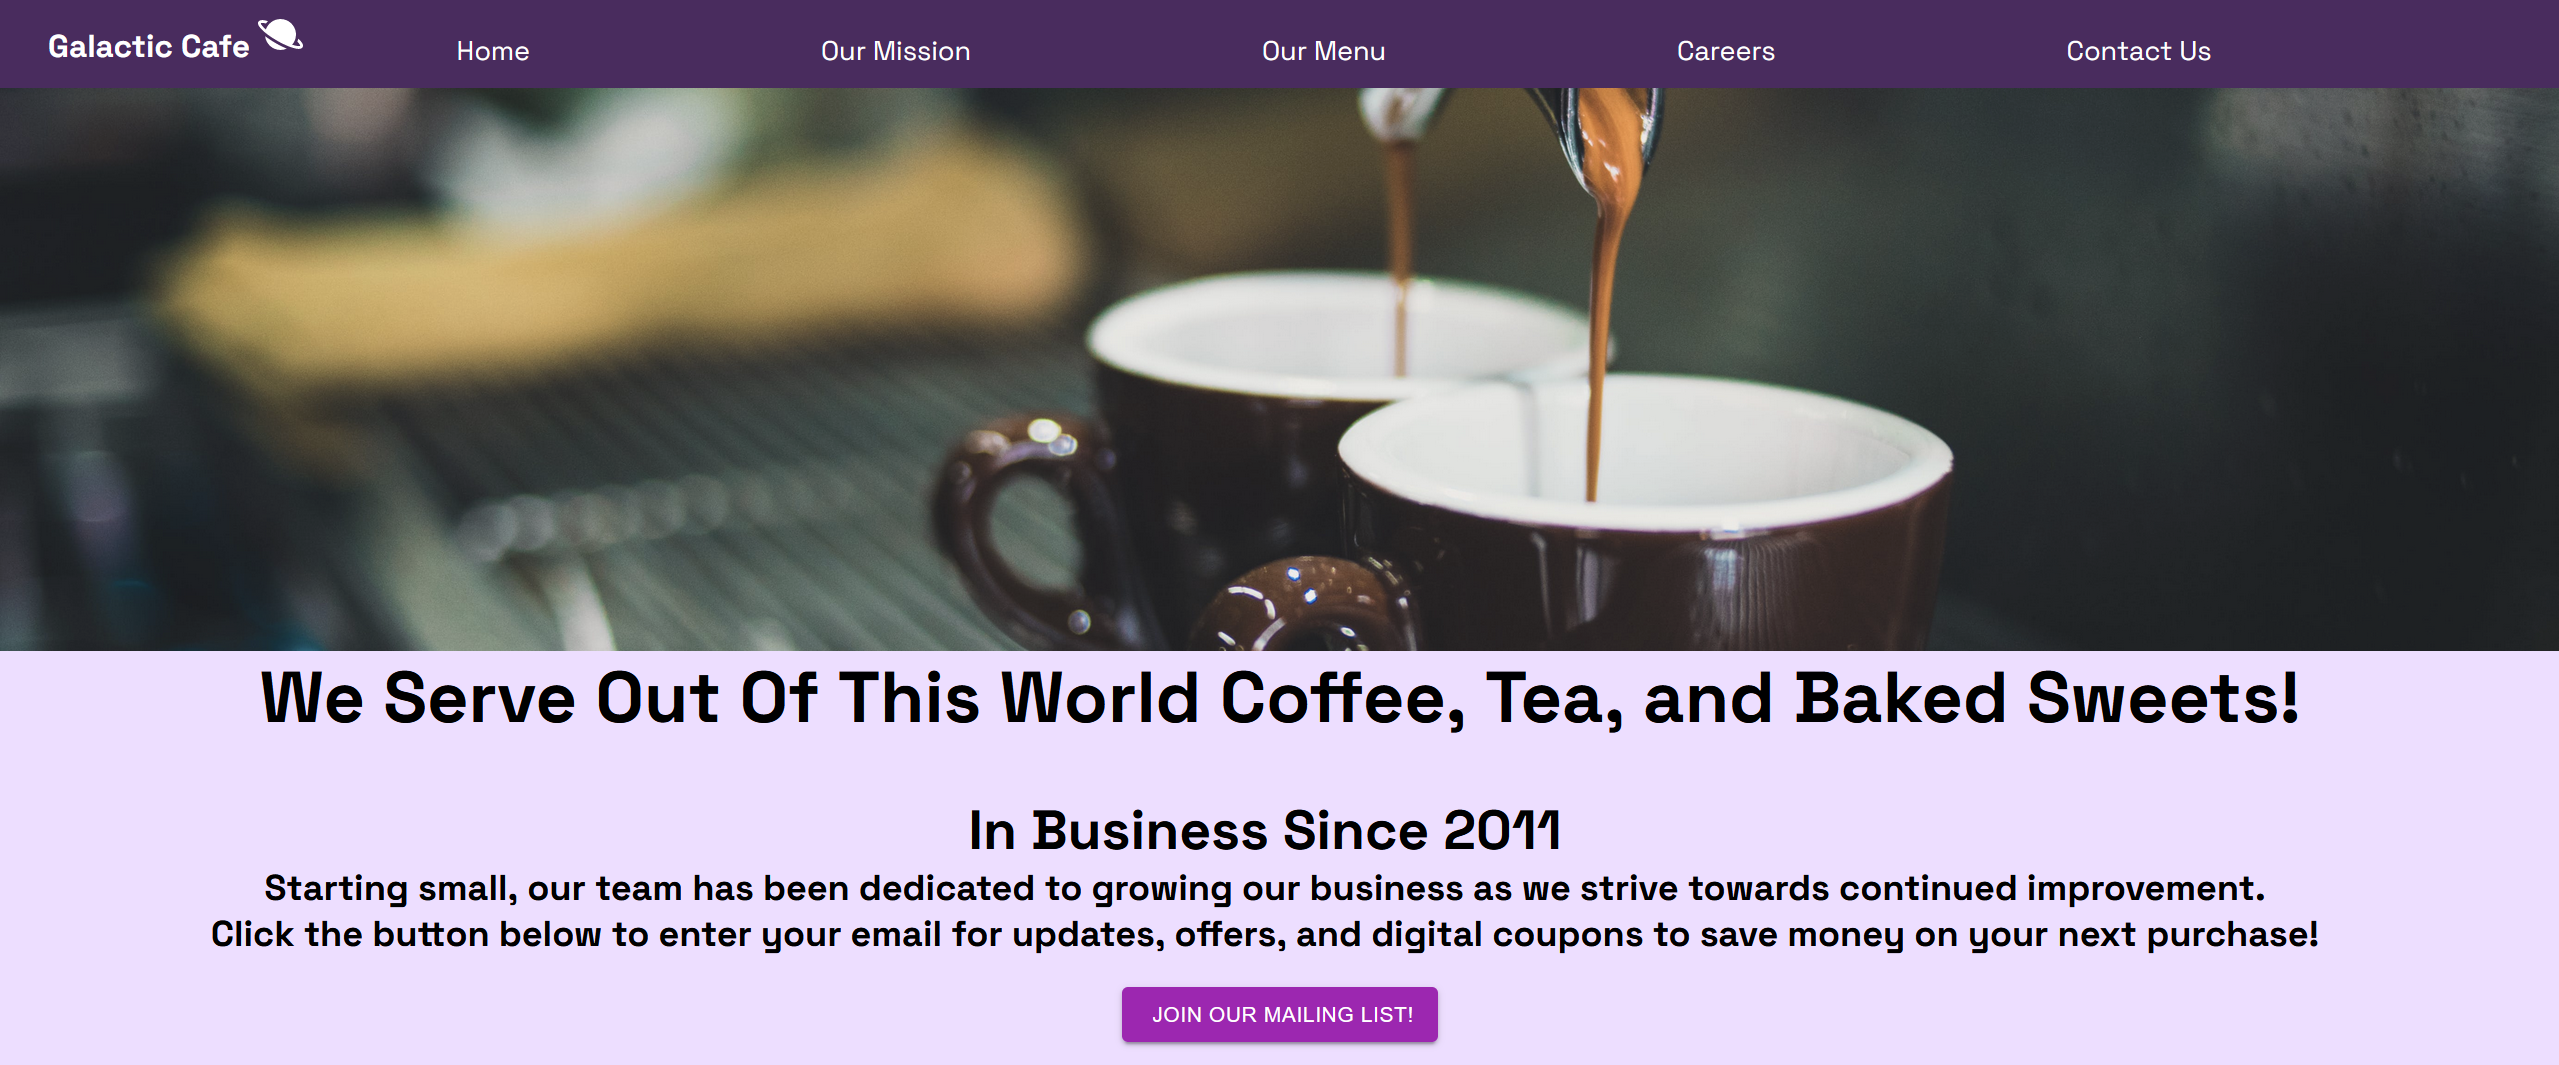 Galactic Cafe
Home
Our Mission
Our Menu
Careers
Contact Us
We Serve Out Of This World Coffee, Tea, and Baked Sweets!
In Business Since 2011
Starting small, our team has been dedicated to growing our business as we strive towards continued improvement.
Click the button below to enter your email for updates, offers, and digital coupons to save money on your next purchase!
JOIN OUR MAILING LIST!